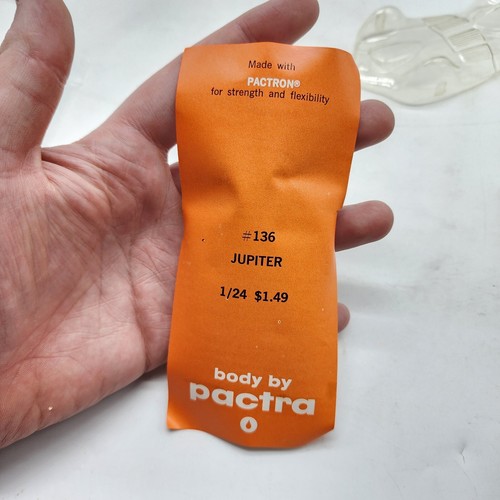 Made with
PACTRON®
for strength and flexibility
#136
JUPITER
1/24 $1.49
body by
pactra